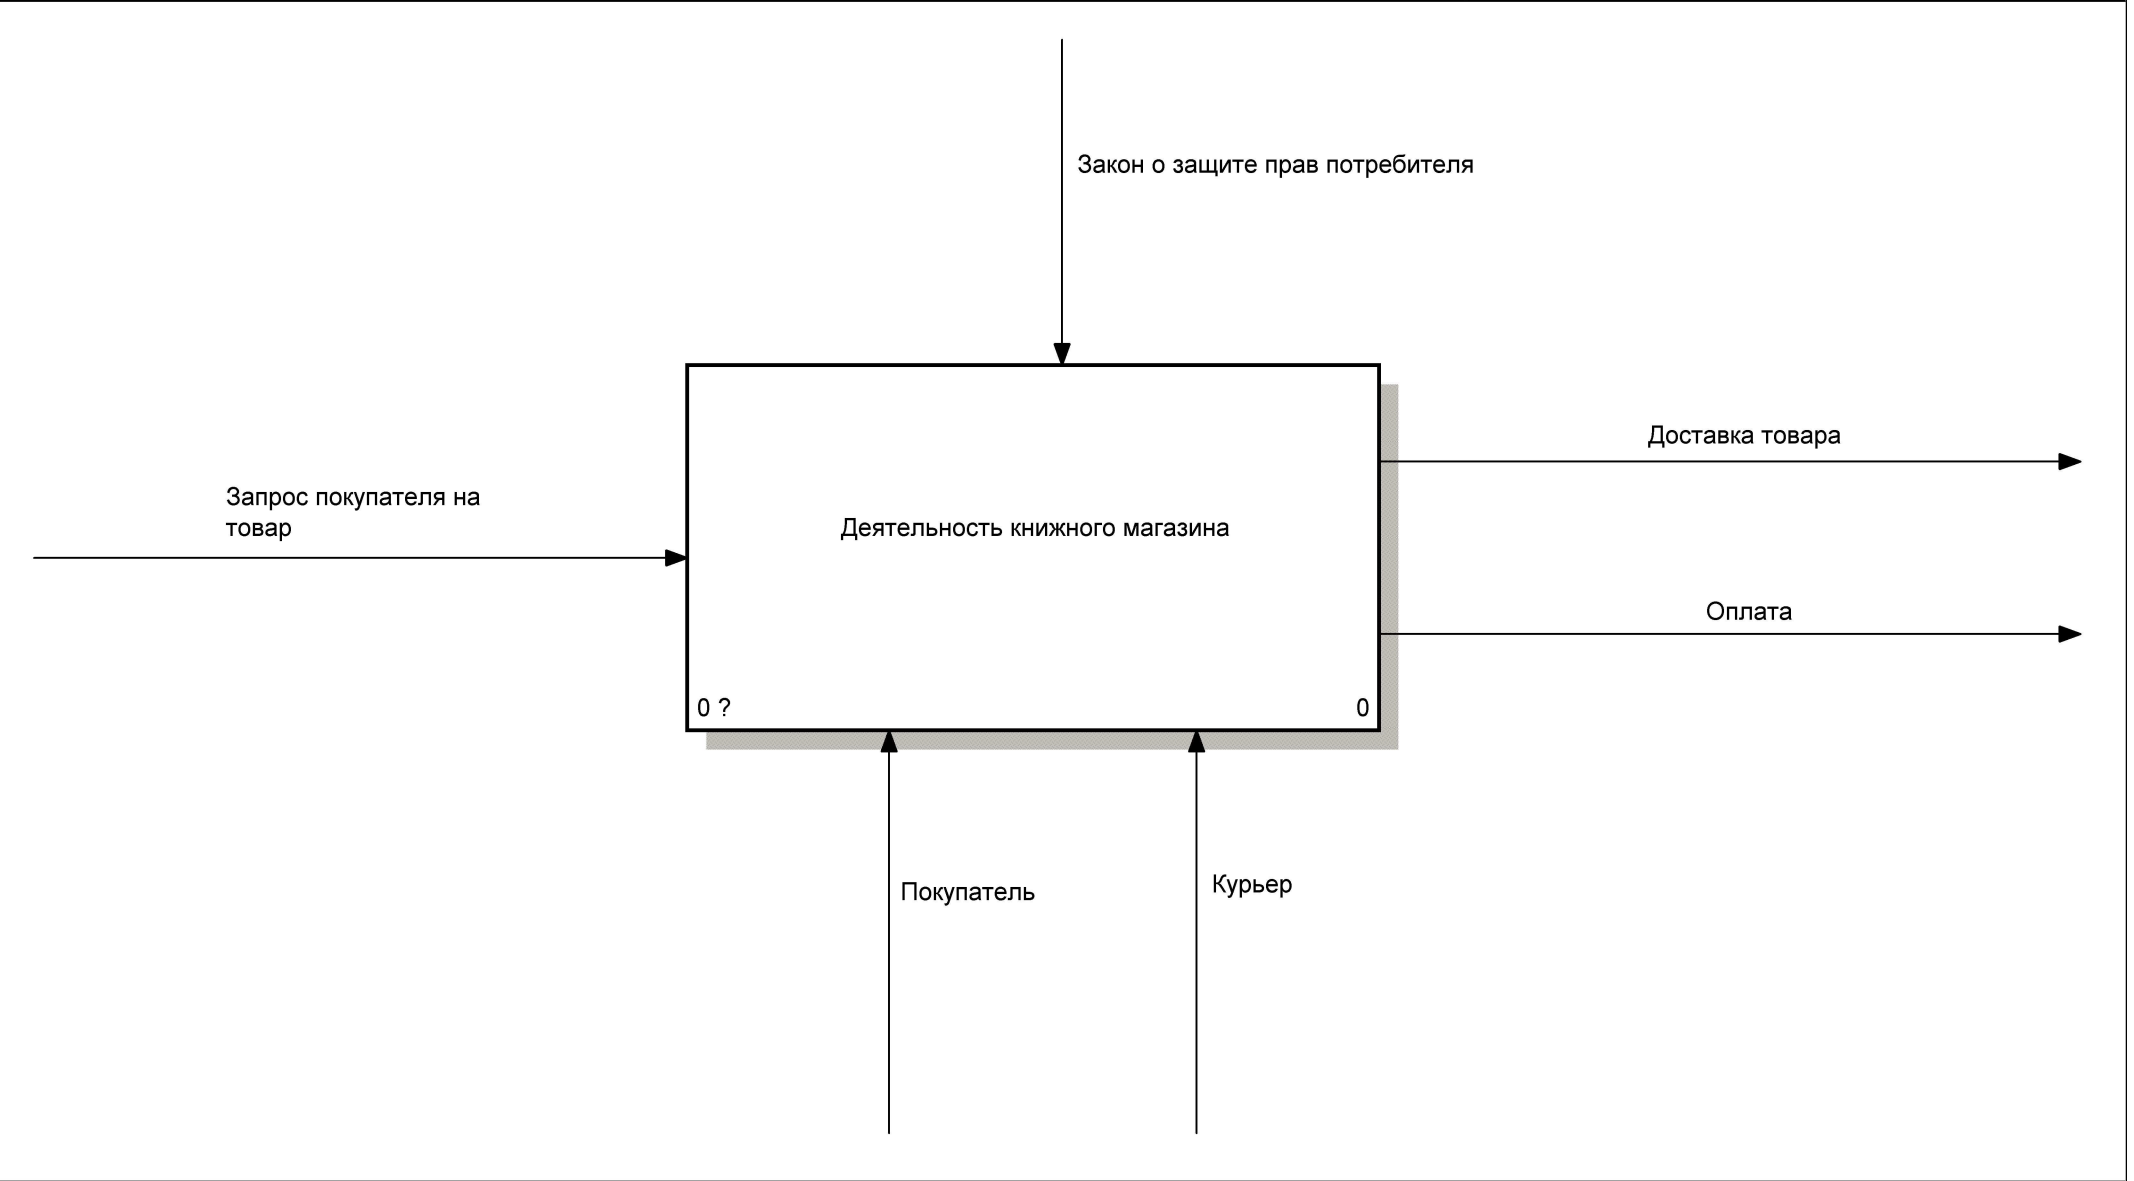 Закон о защите прав потребителя
Доставка товара
Запрос покупателя на
товар
Деятельность книжного магазина
Оплата
0 ?
0
Покупатель
Курьер